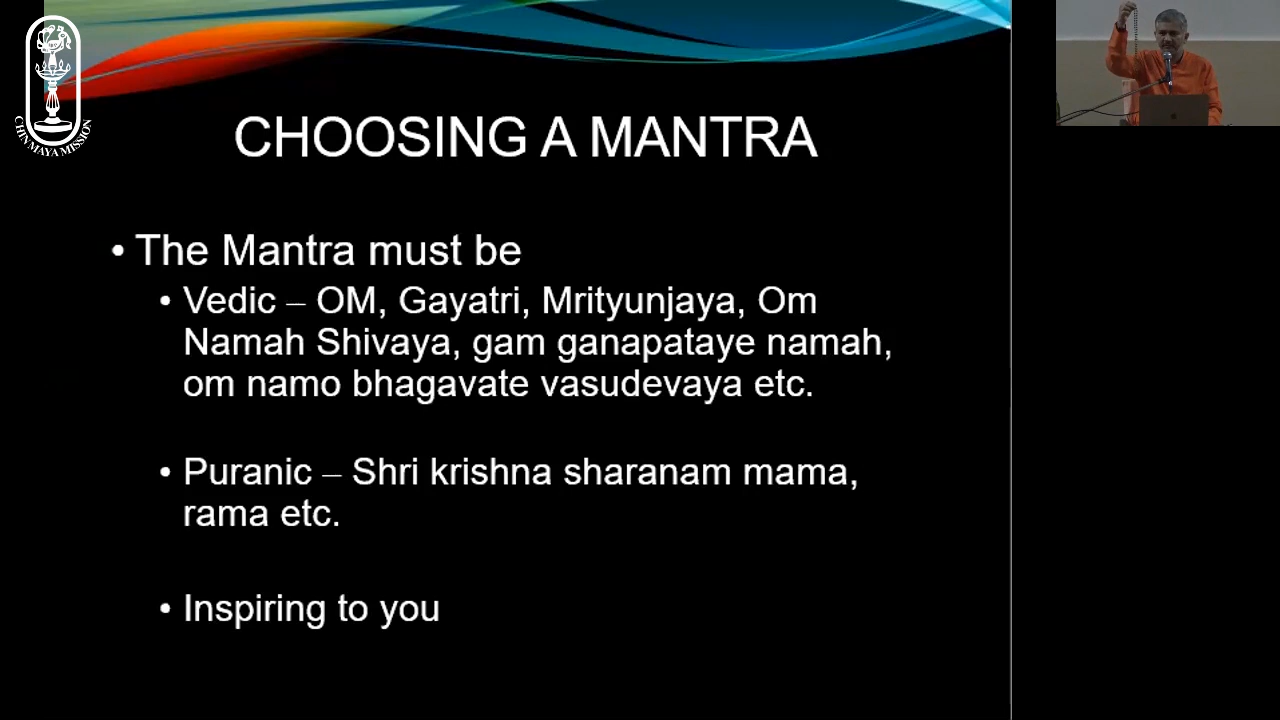 CHINMAYA MISSION
CHOOSING A MANTRA
• The Mantra must be
• Vedic – OM, Gayatri, Mrityunjaya, Om
Namah Shivaya, gam ganapataye namah,
om namo bhagavate vasudevaya etc.
• Puranic – Shri krishna sharanam mama,
rama etc.
• Inspiring to you